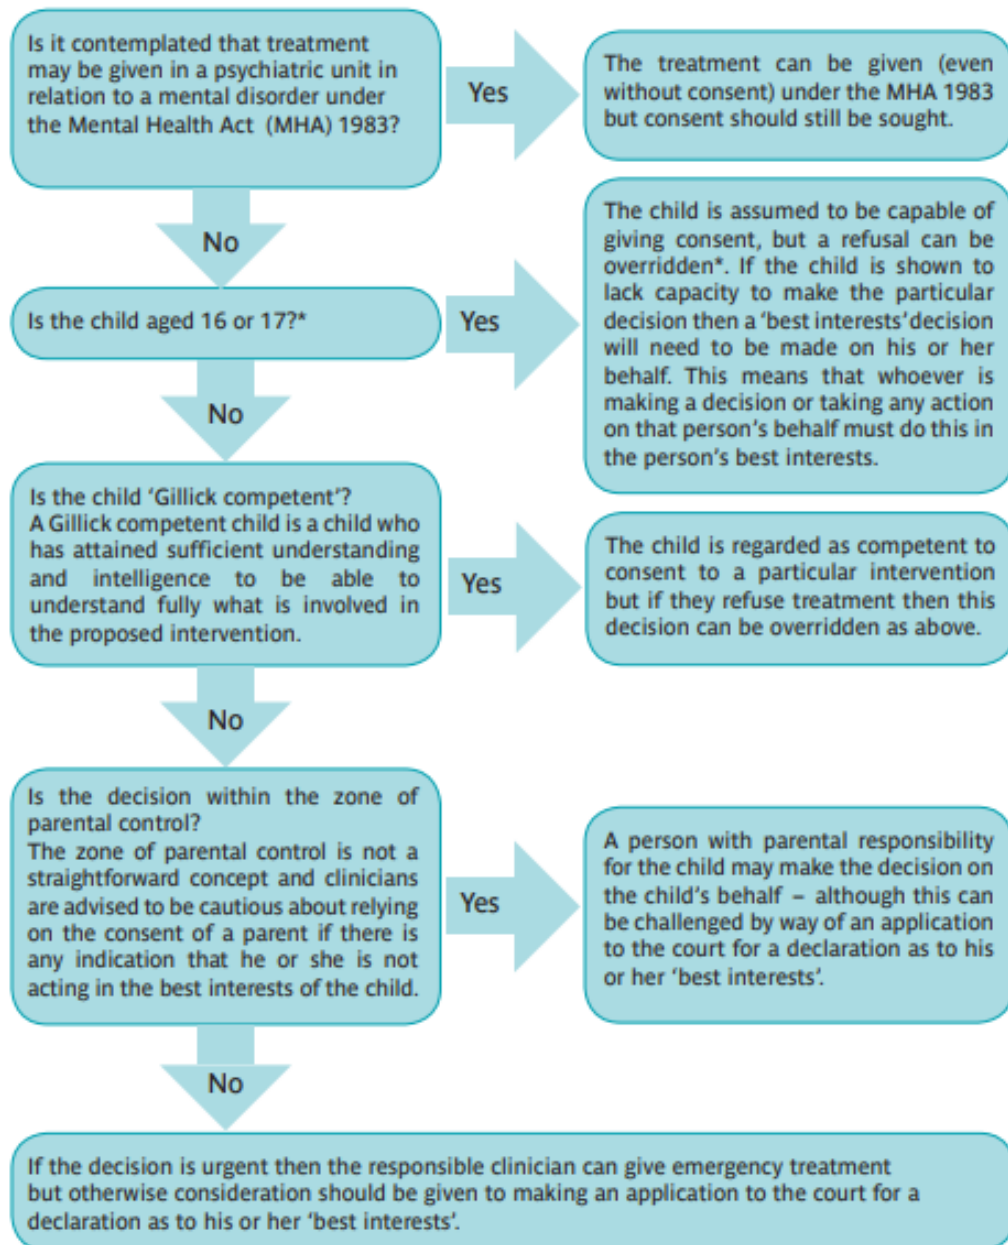 Is it contemplated that treatment
may be given in a psychiatric unit in
relation to a mental disorder under
the Mental Health Act (MHA) 1983?
Yes
The treatment can be given (even
without consent) under the MHA 1983
but consent should still be sought.
No
Is the child aged 16 or 17?*
Yes
The child is assumed to be capable of
giving consent, but a refusal can be
overridden*. If the child is shown to
lack capacity to make the particular
decision then a ‘best interests’ decision
will need to be made on his or her
behalf. This means that whoever is
making a decision or taking any action
on that person’s behalf must do this in
the person’s best interests.
No
Is the child ‘Gillick competent’?
A Gillick competent child is a child who
has attained sufficient understanding
and intelligence to be able to
understand fully what is involved in
the proposed intervention.
Yes
The child is regarded as competent to
consent to a particular intervention
but if they refuse treatment then this
decision can be overridden as above.
No
Is the decision within the zone of
parental control?
The zone of parental control is not a
straightforward concept and clinicians
are advised to be cautious about relying
on the consent of a parent if there is
any indication that he or she is not
acting in the best interests of the child.
Yes
A person with parental responsibility
for the child may make the decision on
the child’s behalf – although this can
be challenged by way of an application
to the court for a declaration as to his
or her ‘best interests’.
No
If the decision is urgent then the responsible clinician can give emergency treatment
but otherwise consideration should be given to making an application to the court for a
declaration as to his or her ‘best interests’.